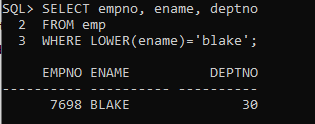 SQL> SELECT empno, ename, deptno
  2  FROM emp
  3  WHERE LOWER(ename)='blake';
     EMPNO ENAME          DEPTNO
---------- ---------- ----------
      7698 BLAKE              30